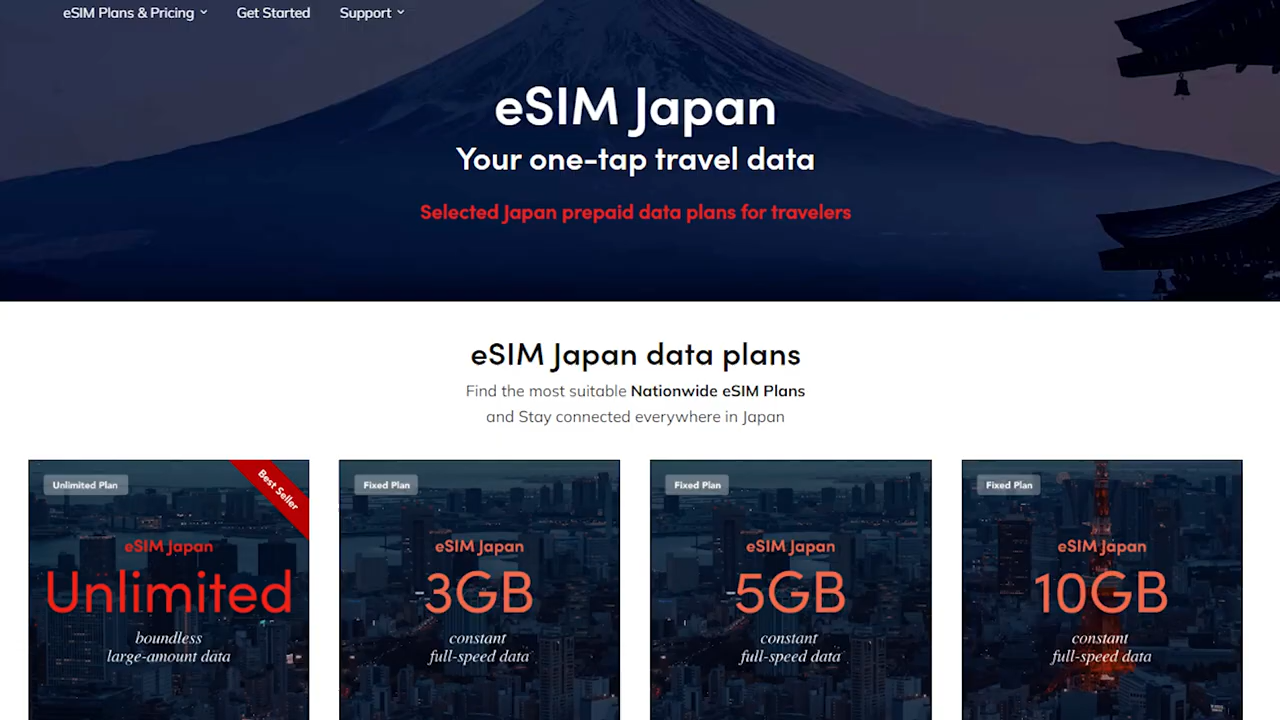 eSIM Plans & Pricing
Get Started
Support
eSIM Japan
Your one-tap travel data
Selected Japan prepaid data plans for travelers
eSIM Japan data plans
Find the most suitable Nationwide eSIM Plans
and Stay connected everywhere in Japan
Unlimited Plan
Best Seller
eSIM Japan
Unlimited
boundless
large-amount data
Fixed Plan
eSIM Japan
3GB
constant
full-speed data
Fixed Plan
eSIM Japan
5GB
constant
full-speed data
Fixed Plan
eSIM Japan
10GB
constant
full-speed data